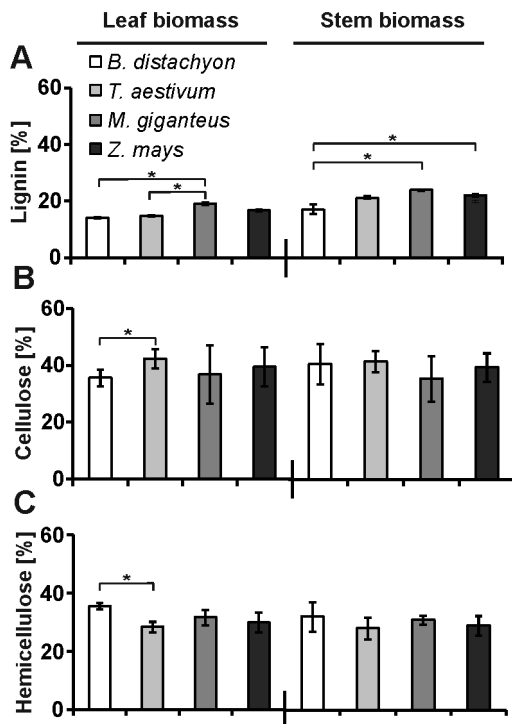 Leaf biomass Stem biomass
A
B. distachyon
T. aestivum
M. giganteus
Z. mays
Lignin [%]
60
40
20
0
* * * *
B
Cellulose [%]
60
40
20
0
*
C
Hemicellulose [%]
60
40
20
0
*